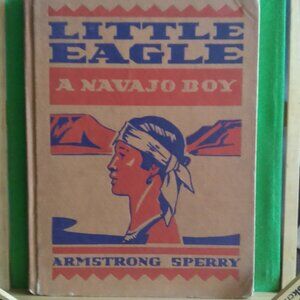 LITTLE
EAGLE
A NAVAJO BOY
ARMSTRONG SPERRY